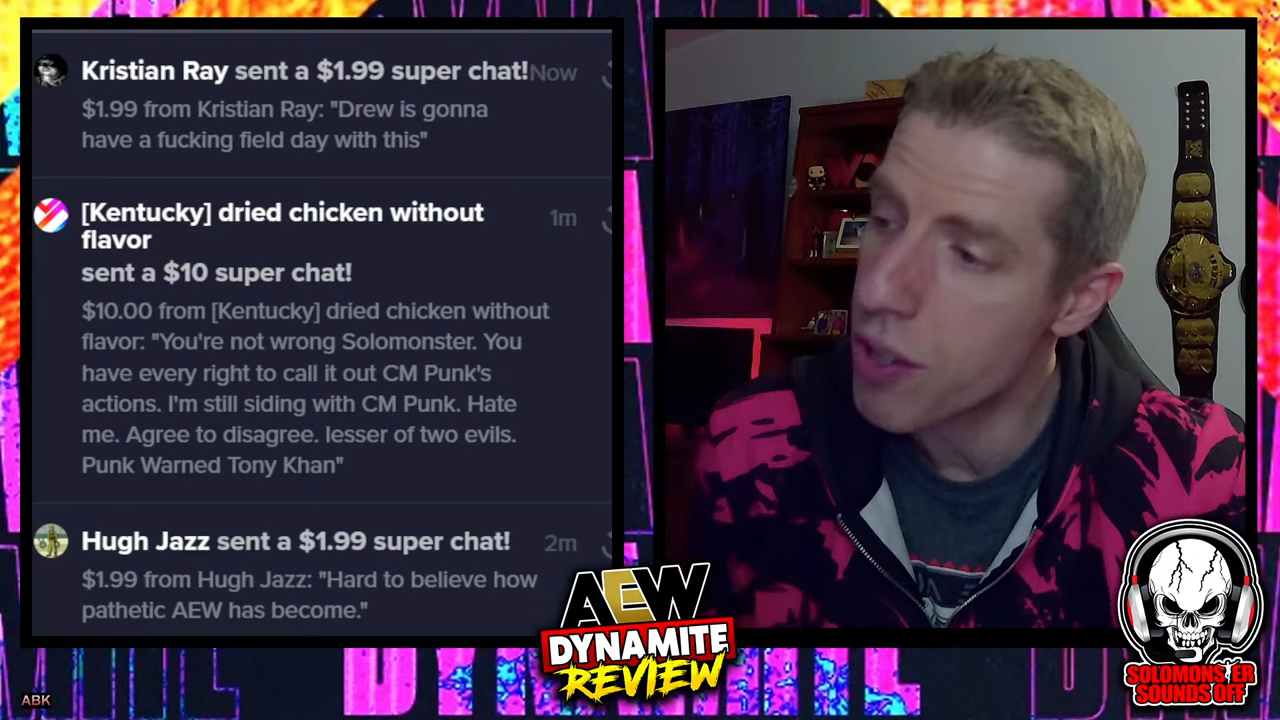 Kristian Ray sent a $1.99 super chat! Now
$1.99 from Kristian Ray: "Drew is gonna
have a fucking field day with this"
[Kentucky] dried chicken without 1m
flavor
sent a $10 super chat!
$10.00 from [Kentucky] dried chicken without
flavor: "You're not wrong Solomonster. You
have every right to call it out CM Punk's
actions. I'm still siding with CM Punk. Hate
me. Agree to disagree. lesser of two evils.
Punk Warned Tony Khan"
Hugh Jazz sent a $1.99 super chat! 2m
$1.99 from Hugh Jazz: "Hard to believe how
pathetic AEW has become."
AEW
DYNAMITE
REVIEW
SOLOMONSTER
SOUNDS OFF
ABK